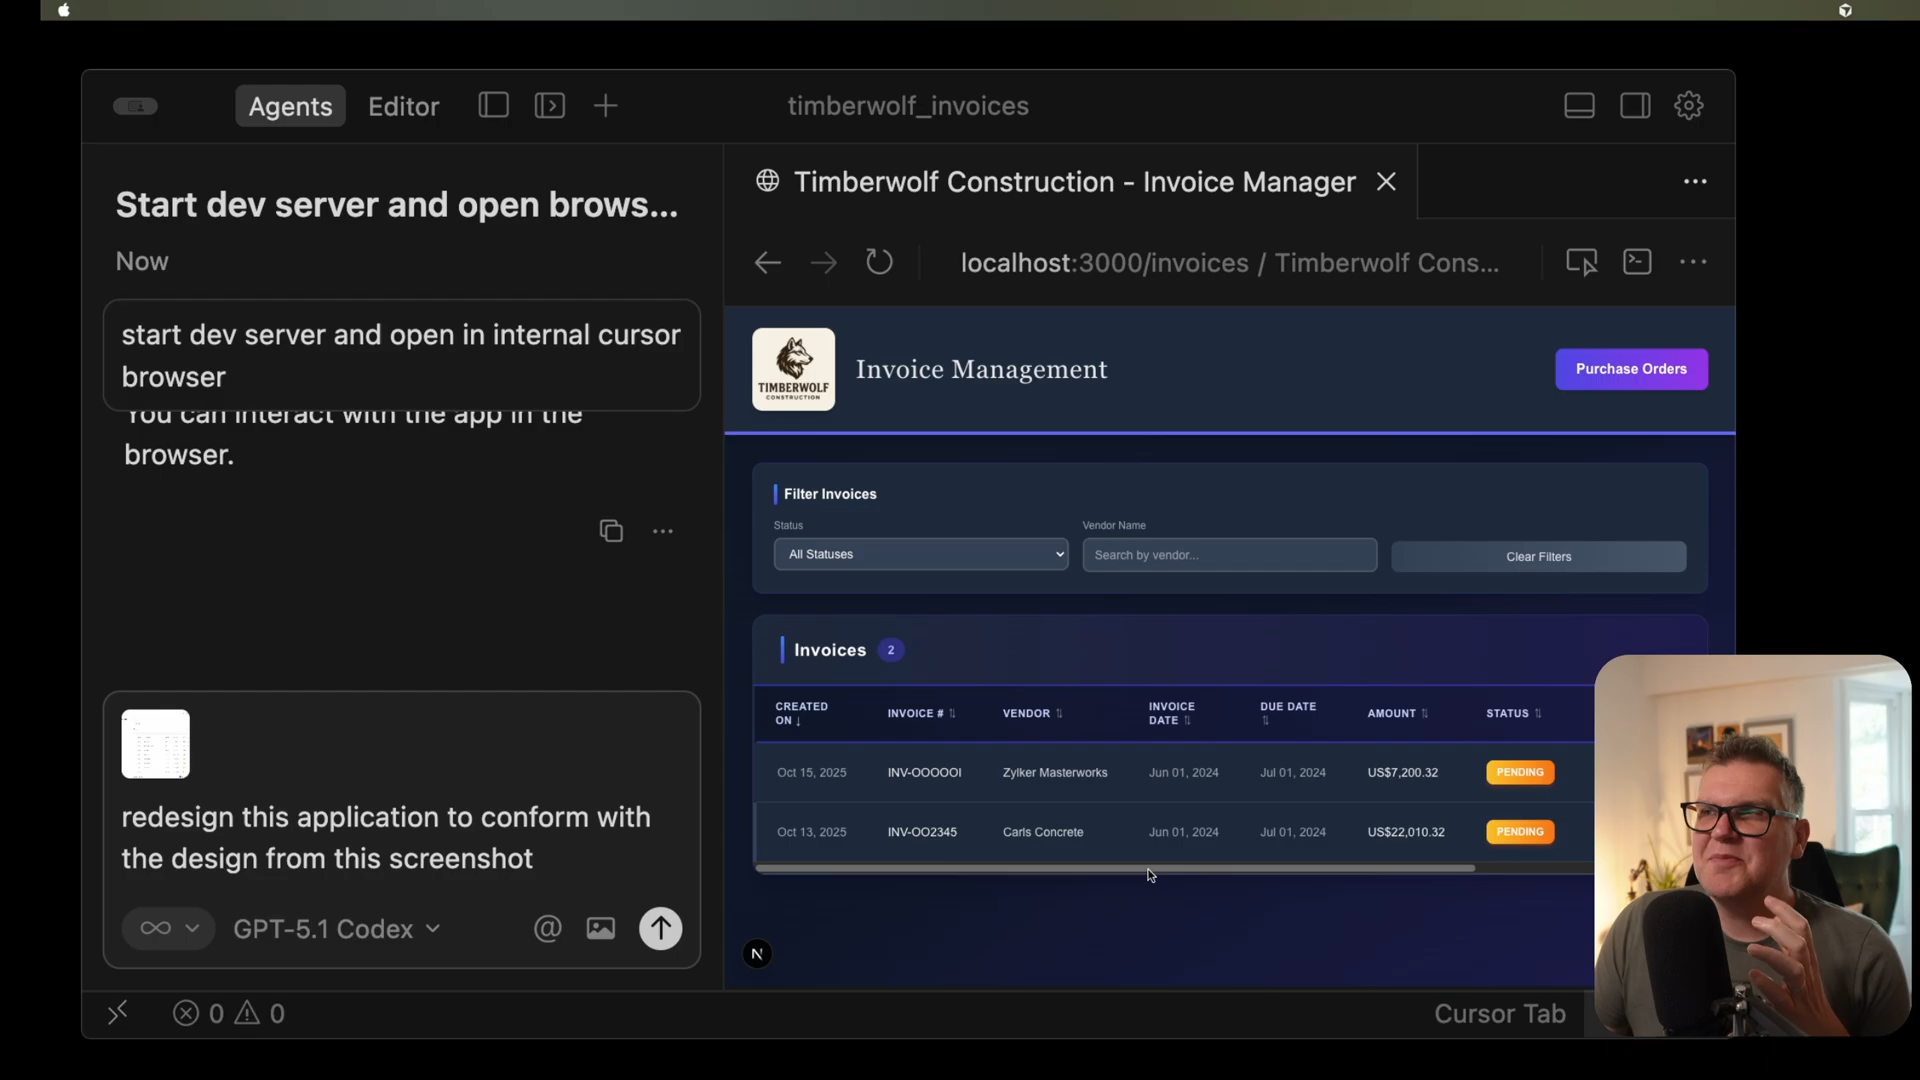 Agents
Editor
timberwolf_invoices
Start dev server and open brows...
Now
start dev server and open in internal cursor
browser
You can interact with the app in the
browser.
redesign this application to conform with
the design from this screenshot
GPT-5.1 Codex
Timberwolf Construction - Invoice Manager
localhost:3000/invoices / Timberwolf Cons...
TIMBERWOLF
CONSTRUCTION
Invoice Management
Purchase Orders
Filter Invoices
Status
Vendor Name
All Statuses
Search by vendor...
Clear Filters
Invoices 2
CREATED ON ↓ INVOICE # VENDOR INVOICE DATE DUE DATE AMOUNT STATUS
Oct 15, 2025 INV-OOOOOI Zylker Masterworks Jun 01, 2024 Jul 01, 2024 US$7,200.32 PENDING
Oct 13, 2025 INV-OO2345 Carls Concrete Jun 01, 2024 Jul 01, 2024 US$22,010.32 PENDING
N
0 0
Cursor Tab